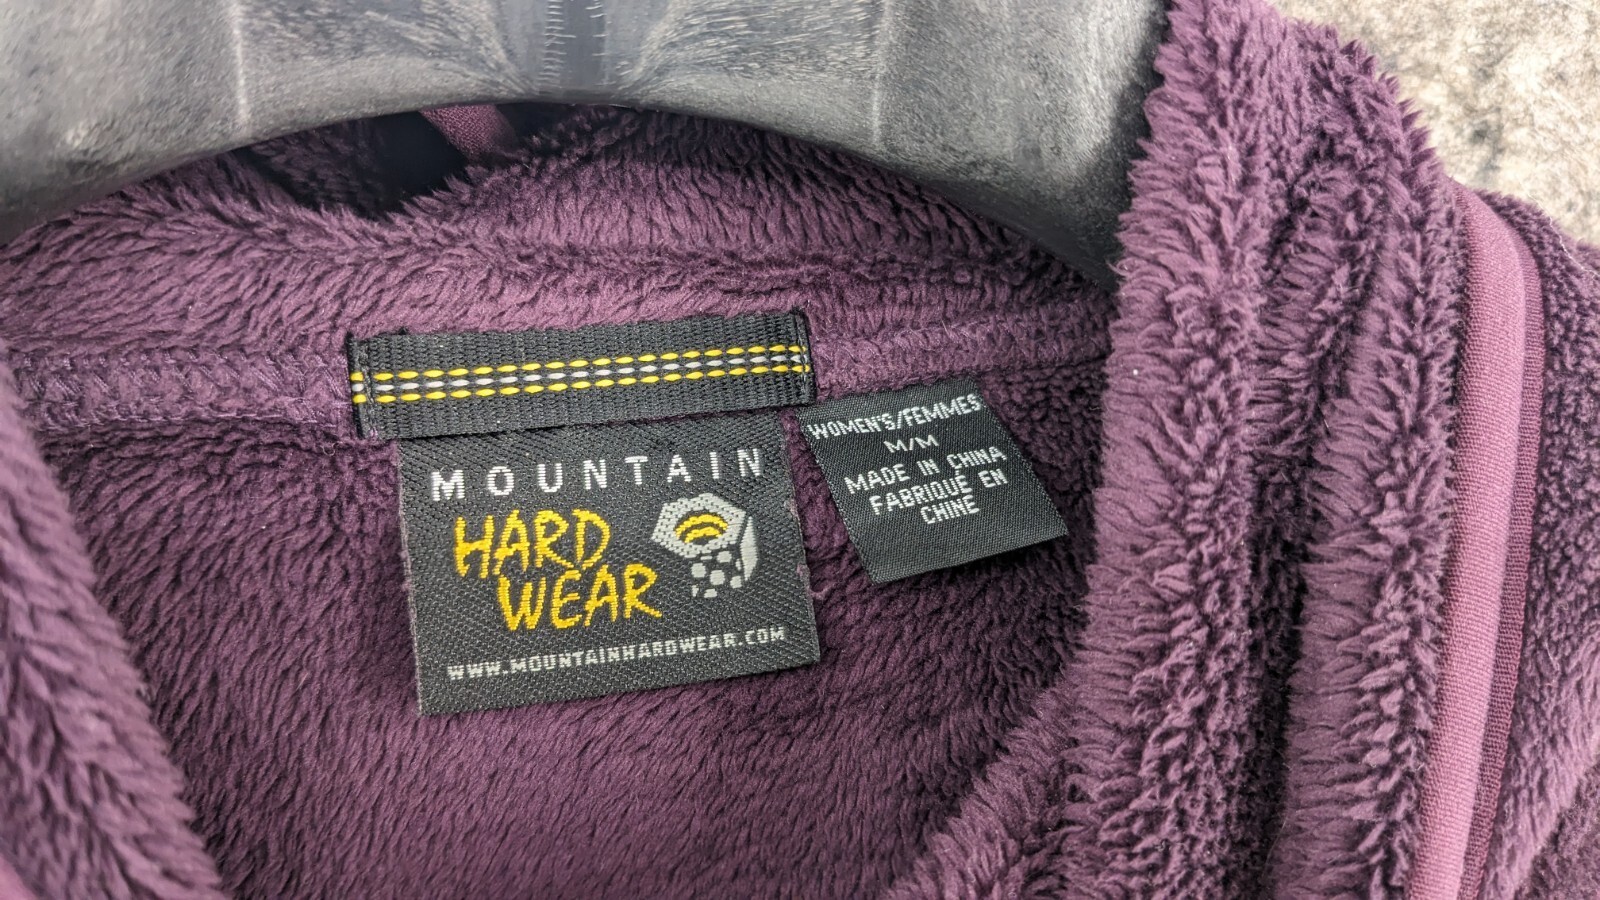 MOUNTAIN
HARD
WEAR
WWW.MOUNTAINHARDWEAR.COM
WOMEN'S/FEMMES
M/M
MADE IN CHINA
FABRIQUÉ EN
CHINE